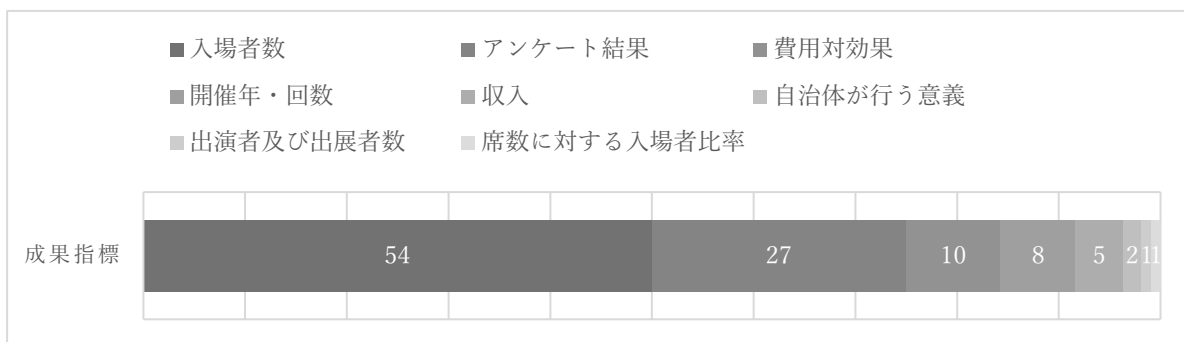 ■入場者数 ■アンケート結果 ■費用対効果
■開催年・回数 ■収入 ■自治体が行う意義
■出演者及び出展者数 ■席数に対する入場者比率
成果指標 54 27 10 8 5 2 1 1